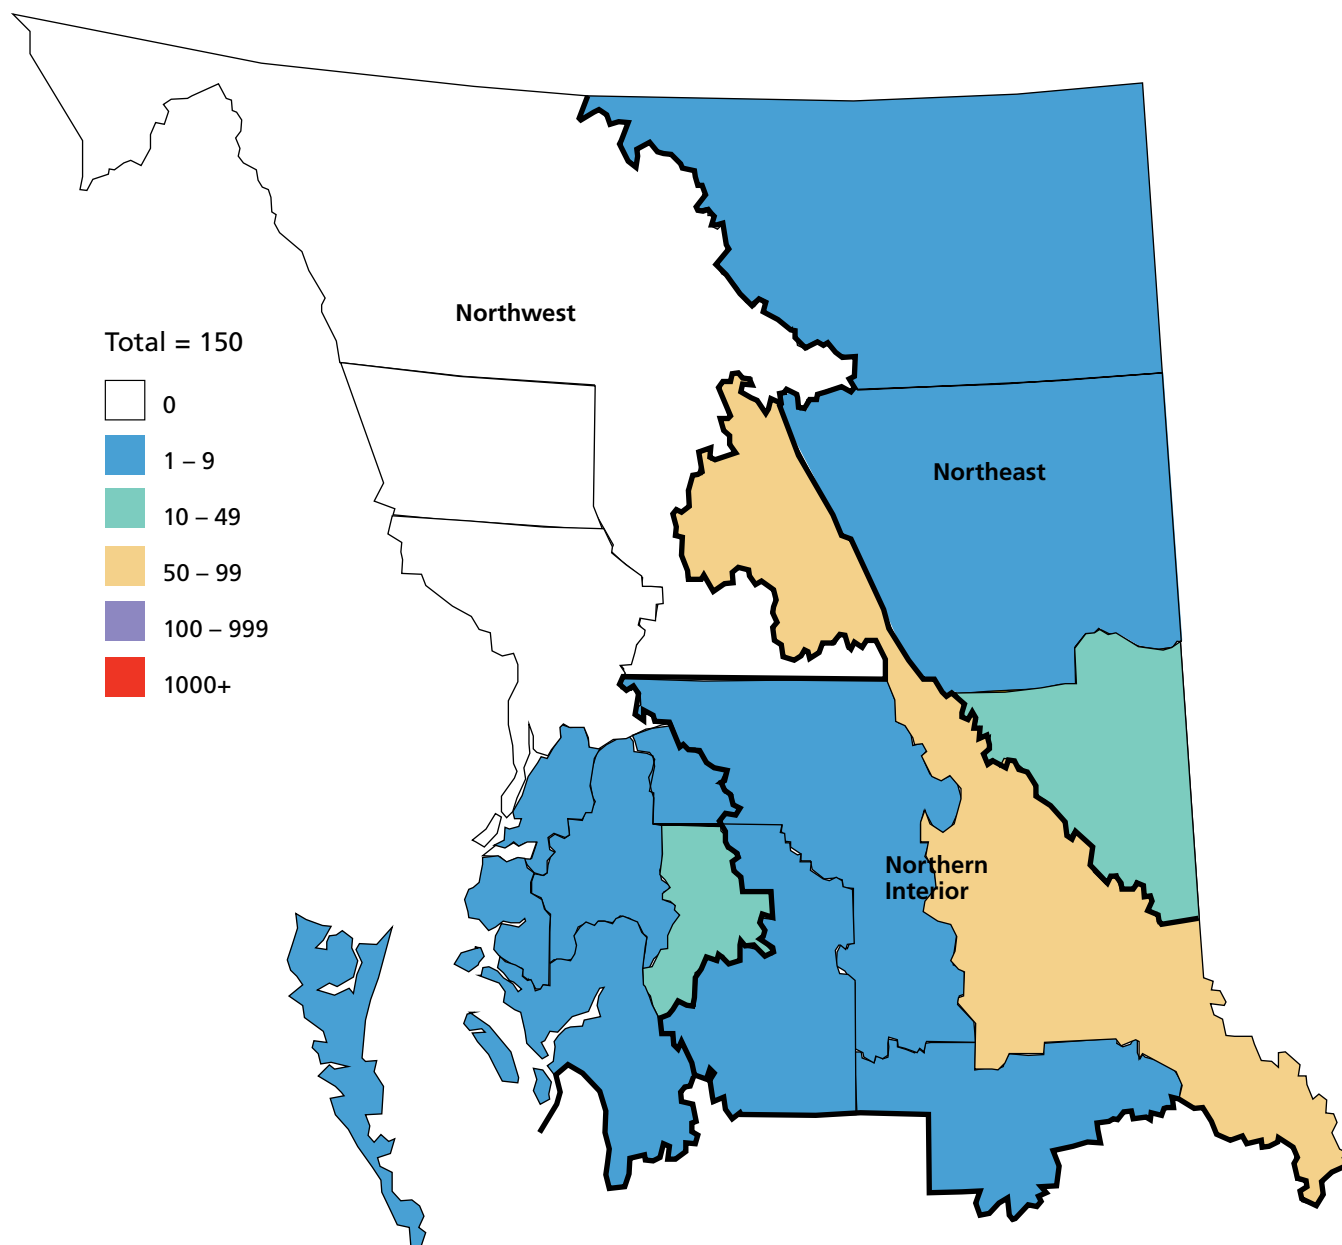 Northwest
Total = 150
0
1 – 9
10 – 49
50 – 99
100 – 999
1000+
Northeast
Northern
Interior